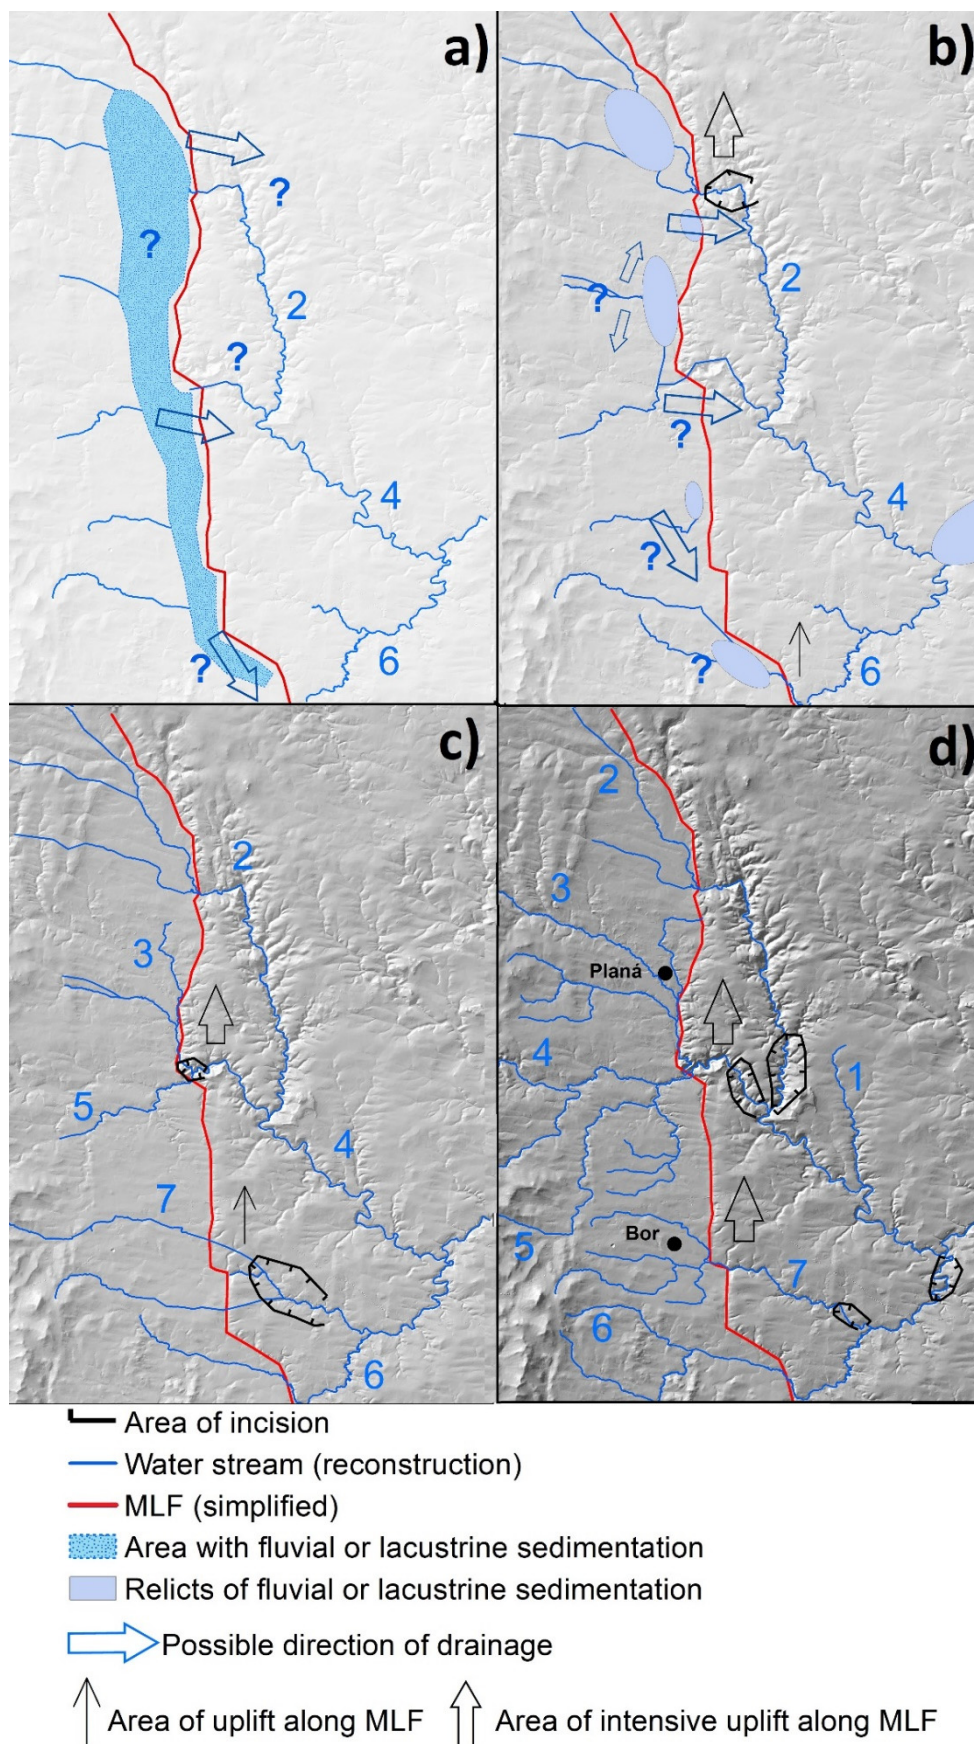 a)
?
?
2
?
4
?
6
b)
2
?
?
4
?
?
6
c)
2
3
5
4
7
6
d)
2
3
Planá
4
1
Bor
5
7
6
Area of incision
Water stream (reconstruction)
MLF (simplified)
Area with fluvial or lacustrine sedimentation
Relicts of fluvial or lacustrine sedimentation
Possible direction of drainage
Area of uplift along MLF
Area of intensive uplift along MLF